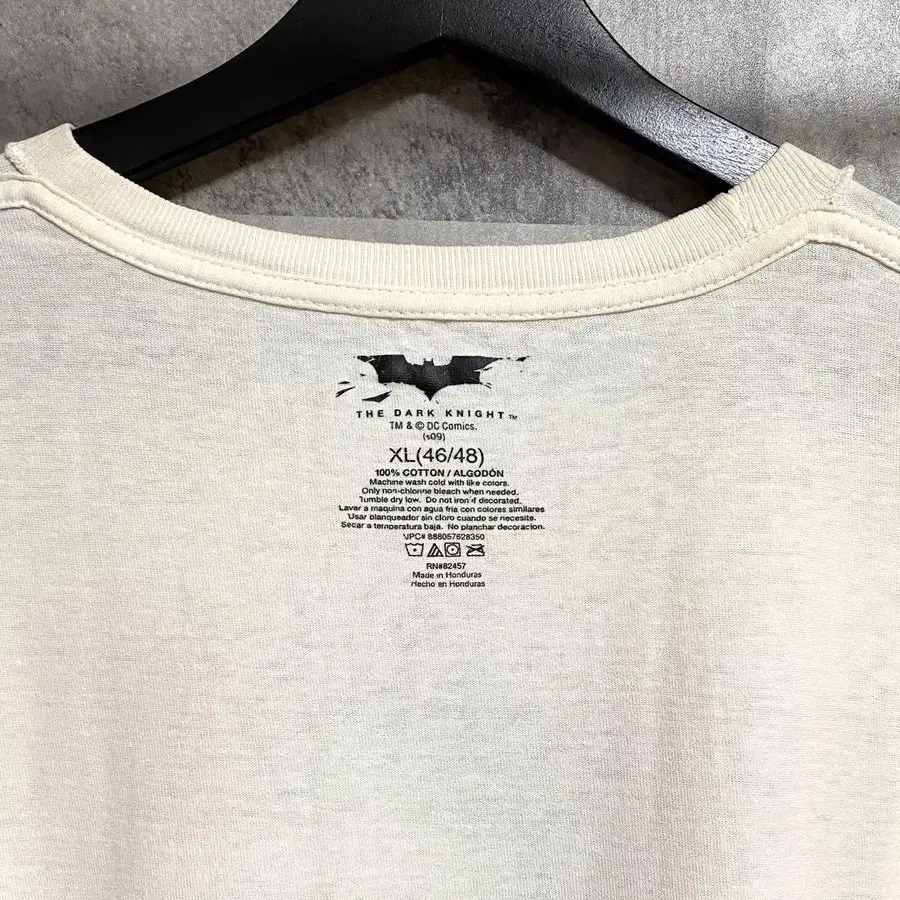 THE DARK KNIGHT™
TM & © DC Comics.
(s09)
XL(46/48)
100% COTTON / ALGODÓN
Machine wash cold with like colors.
Only non-chlorine bleach when needed.
Tumble dry low. Do not iron if decorated.
Lavar a maquina con agua fria con colores similares
Usar blanqueador sin cloro cuando se necesite.
Secar a temperatura baja. No planchar decoracion.
VPC# 888057628350
RN#82457
Made in Honduras
Hecho en Honduras